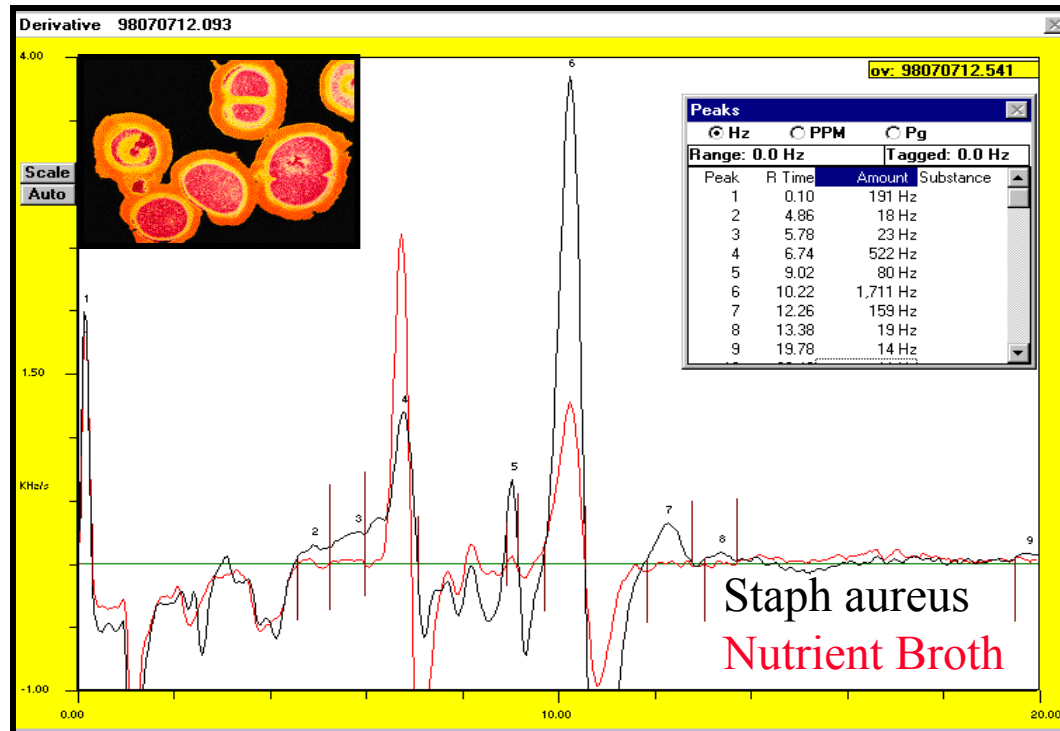 Derivative 98070712.093
4.00
ov: 98070712.541
Scale
Auto
Peaks
Hz PPM Pg
Range: 0.0 Hz Tagged: 0.0 Hz
Peak R Time Amount Substance
1 0.10 191 Hz
2 4.86 18 Hz
3 5.78 23 Hz
4 6.74 522 Hz
5 9.02 80 Hz
6 10.22 1,711 Hz
7 12.26 159 Hz
8 13.38 19 Hz
9 19.78 14 Hz
6
1
1.50
4
5
KHz/s
2
3
7
8
9
Staph aureus
Nutrient Broth
-1.00
0.00
10.00
20.00